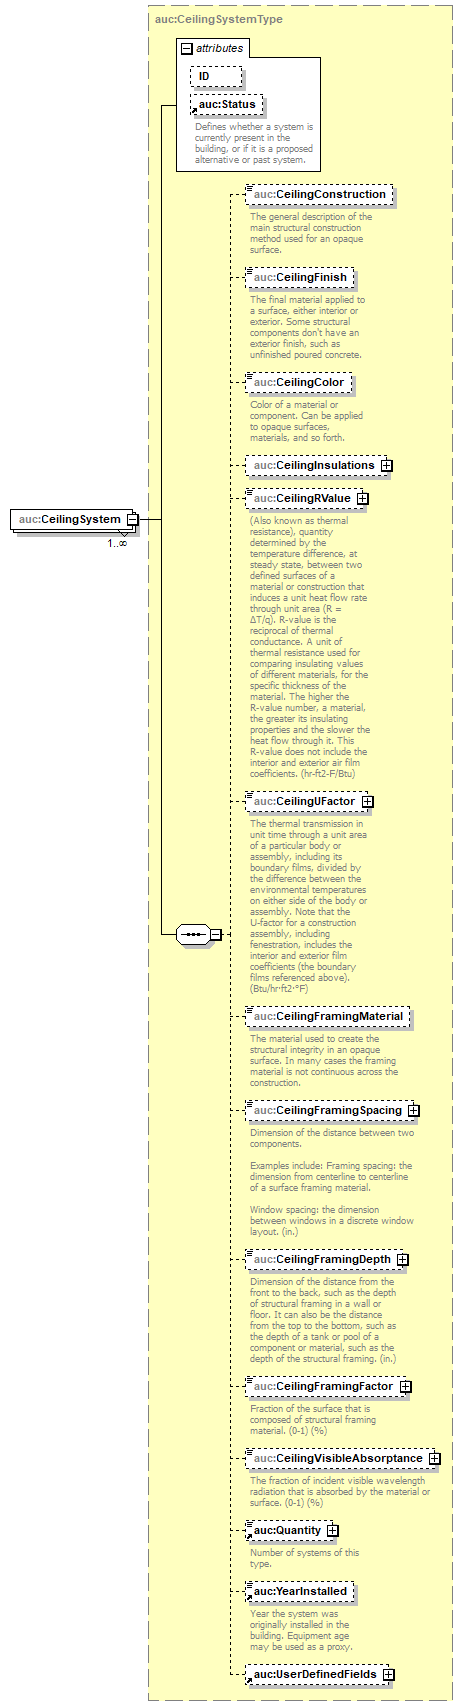 auc:CeilingSystemType
attributes
ID
auc:Status
Defines whether a system is
currently present in the
building, or if it is a proposed
alternative or past system.
auc:CeilingConstruction
The general description of the
main structural construction
method used for an opaque
surface.
auc:CeilingFinish
The final material applied to
a surface, either interior or
exterior. Some structural
components don't have an
exterior finish, such as
unfinished poured concrete.
auc:CeilingColor
Color of a material or
component. Can be applied
to opaque surfaces,
materials, and so forth.
auc:CeilingInsulations
auc:CeilingRValue
(Also known as thermal
resistance), quantity
determined by the
temperature difference, at
steady state, between two
defined surfaces of a
material or construction that
induces a unit heat flow rate
through unit area (R =
ΔT/q). R-value is the
reciprocal of thermal
conductance. A unit of
thermal resistance used for
comparing insulating values
of different materials, for the
specific thickness of the
material. The higher the
R-value number, a material,
the greater its insulating
properties and the slower the
heat flow through it. This
R-value does not include the
interior and exterior air film
coefficients. (hr-ft2-F/Btu)
auc:CeilingSystem
1..∞
auc:CeilingUFactor
The thermal transmission in
unit time through a unit area
of a particular body or
assembly, including its
boundary films, divided by
the difference between the
environmental temperatures
on either side of the body or
assembly. Note that the
U-factor for a construction
assembly, including
fenestration, includes the
interior and exterior film
coefficients (the boundary
films referenced above).
(Btu/hr·ft2·°F)
auc:CeilingFramingMaterial
The material used to create the
structural integrity in an opaque
surface. In many cases the framing
material is not continuous across the
construction.
auc:CeilingFramingSpacing
Dimension of the distance between two
components.
Examples include: Framing spacing: the
dimension from centerline to centerline
of a surface framing material.
Window spacing: the dimension
between windows in a discrete window
layout. (in.)
auc:CeilingFramingDepth
Dimension of the distance from the
front to the back, such as the depth
of structural framing in a wall or
floor. It can also be the distance
from the top to the bottom, such as
the depth of a tank or pool of a
component or material, such as the
depth of the structural framing. (in.)
auc:CeilingFramingFactor
Fraction of the surface that is
composed of structural framing
material. (0-1) (%)
auc:CeilingVisibleAbsorptance
The fraction of incident visible wavelength
radiation that is absorbed by the material or
surface. (0-1) (%)
auc:Quantity
Number of systems of this
type.
auc:YearInstalled
Year the system was
originally installed in the
building. Equipment age
may be used as a proxy.
auc:UserDefinedFields